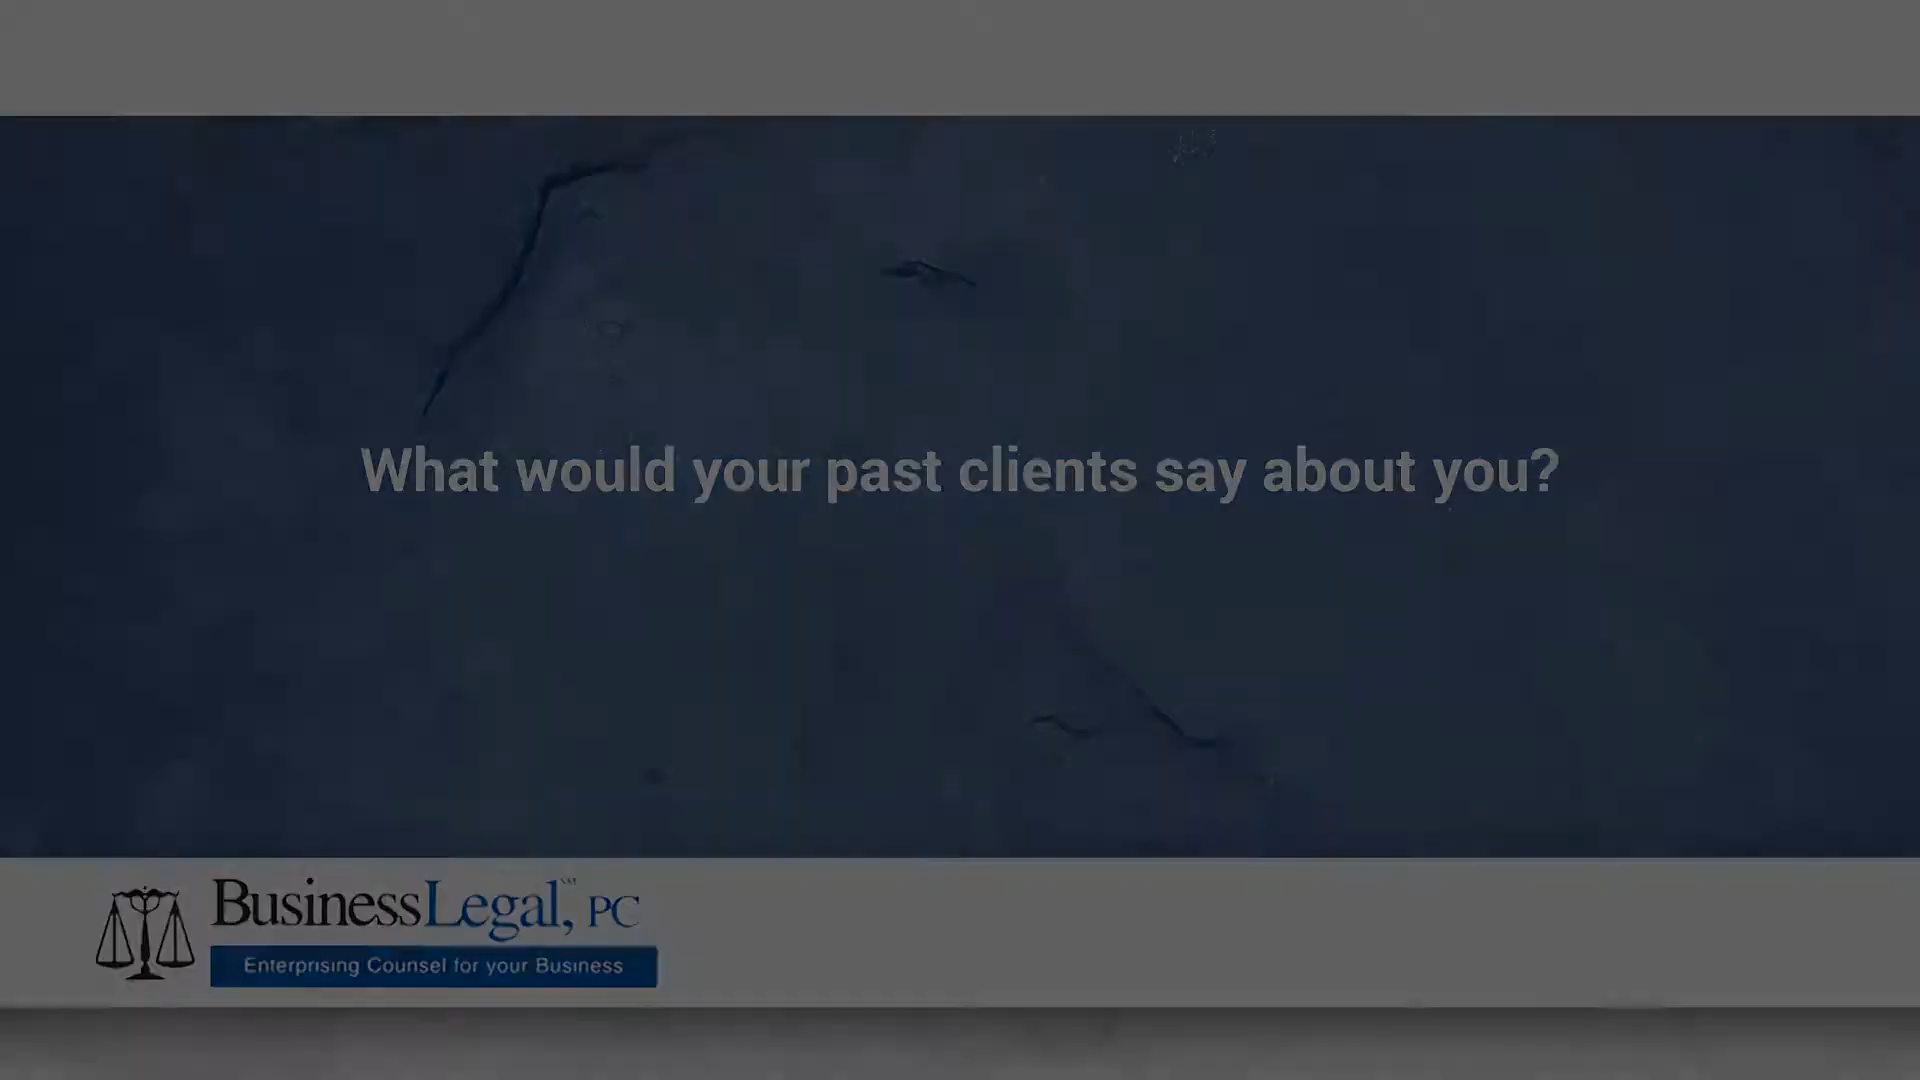 What would your past clients say about you?
BusinessLegal, PC
Enterprising Counsel for your Business